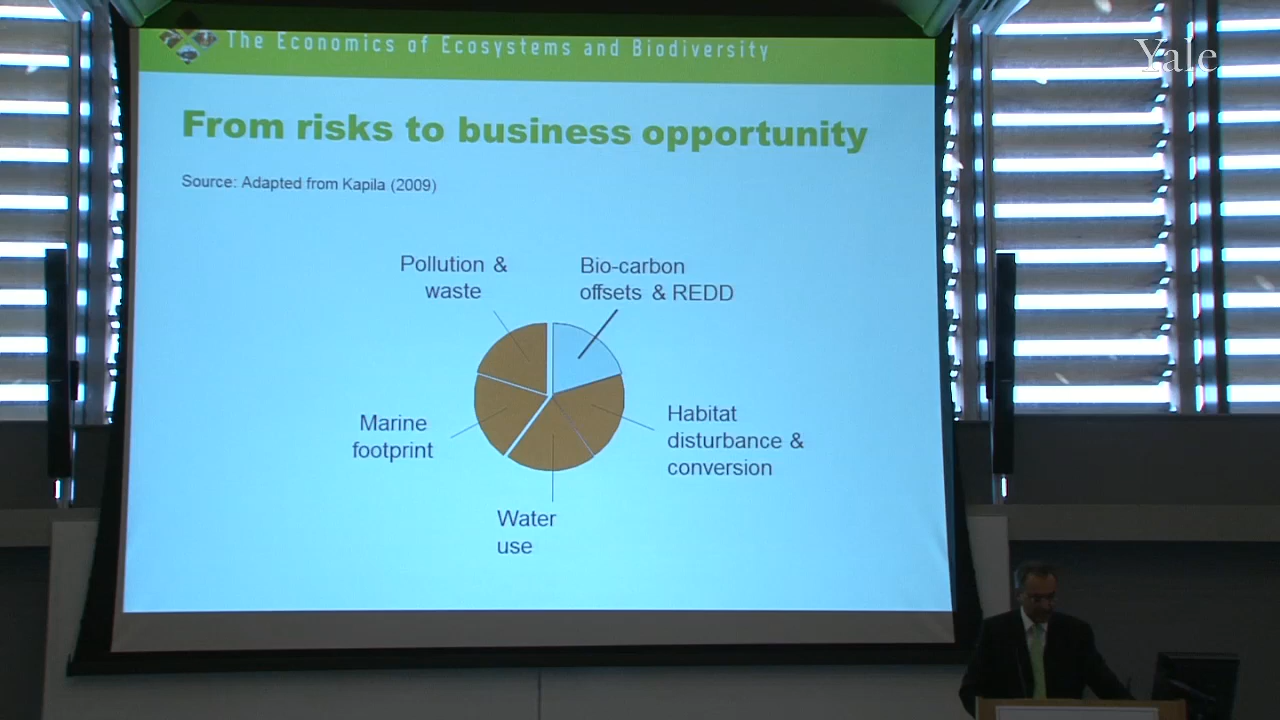 The Economics of Ecosystems and Biodiversity
Yale
From risks to business opportunity
Source: Adapted from Kapila (2009)
Pollution &
waste
Bio-carbon
offsets & REDD
Marine
footprint
Habitat
disturbance &
conversion
Water
use